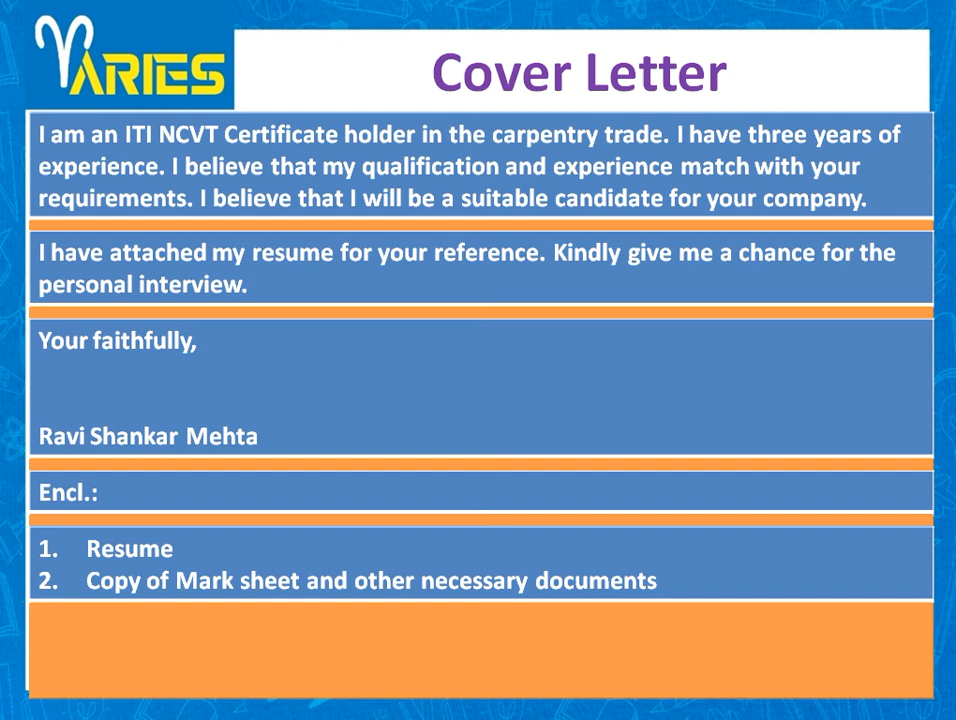 ARIES
Cover Letter
I am an ITI NCVT Certificate holder in the carpentry trade. I have three years of
experience. I believe that my qualification and experience match with your
requirements. I believe that I will be a suitable candidate for your company.
I have attached my resume for your reference. Kindly give me a chance for the
personal interview.
Your faithfully,
Ravi Shankar Mehta
Encl.:
1. Resume
2. Copy of Mark sheet and other necessary documents